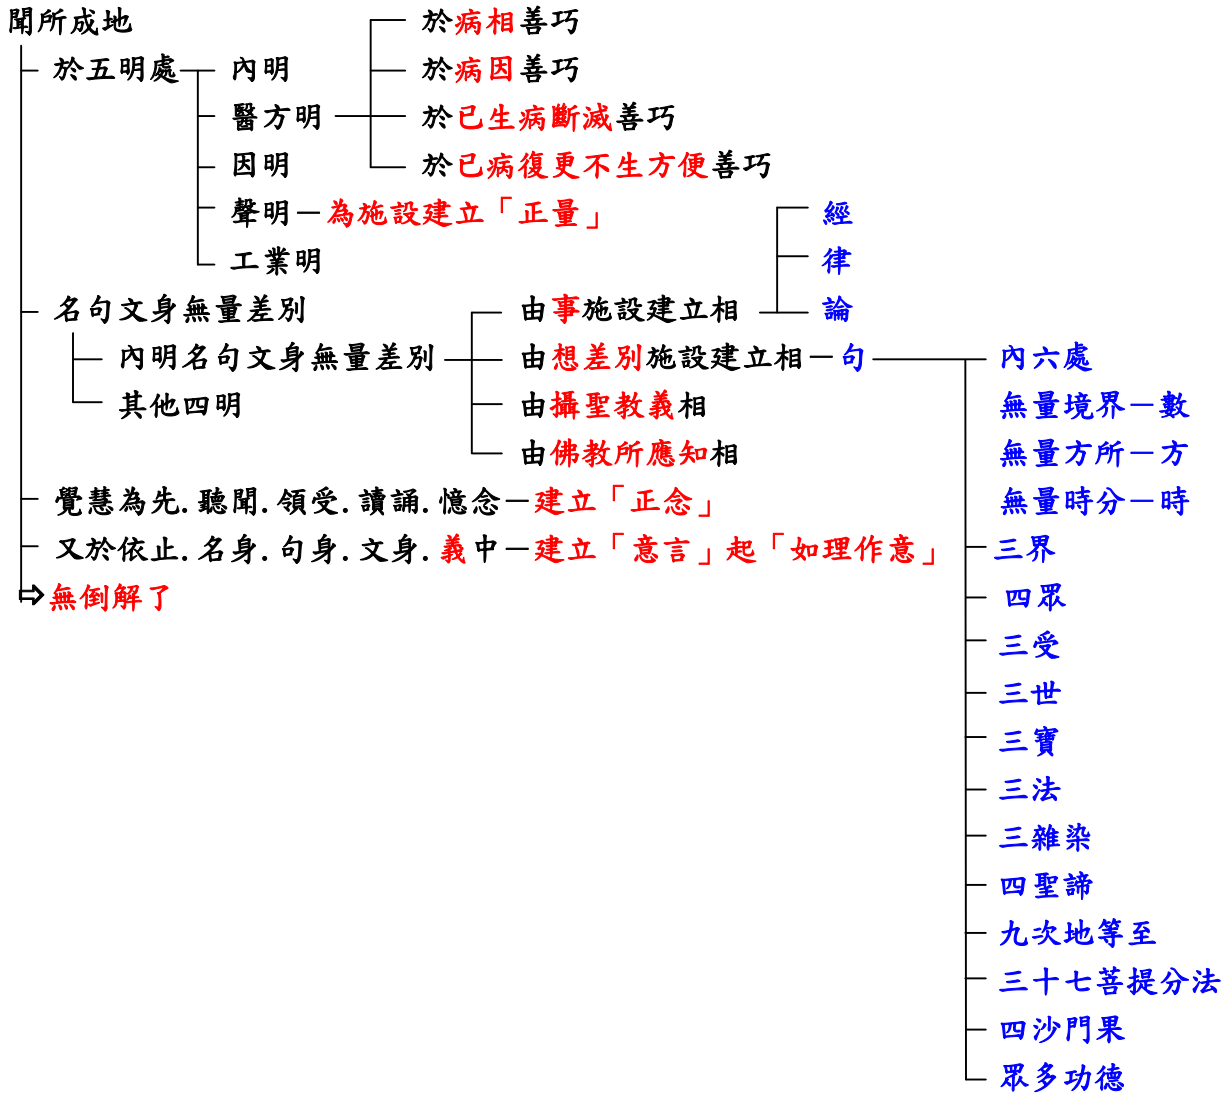 聞所成地
於病相善巧
於五明處
內明
於病因善巧
醫方明
於已生病斷滅善巧
因明
於已病復更不生方便善巧
聲明－為施設建立「正量」
經
工業明
律
名句文身無量差別
由事施設建立相
論
內明名句文身無量差別
由想差別施設建立相－句
內六處
其他四明
由攝聖教義相
無量境界－數
由佛教所應知相
無量方所－方
覺慧為先.聽聞.領受.讀誦.憶念－建立「正念」
無量時分－時
又於依止.名身.句身.文身.義中－建立「意言」起「如理作意」
三界
⇨無倒解了
四眾
三受
三世
三寶
三法
三雜染
四聖諦
九次地等至
三十七菩提分法
四沙門果
眾多功德